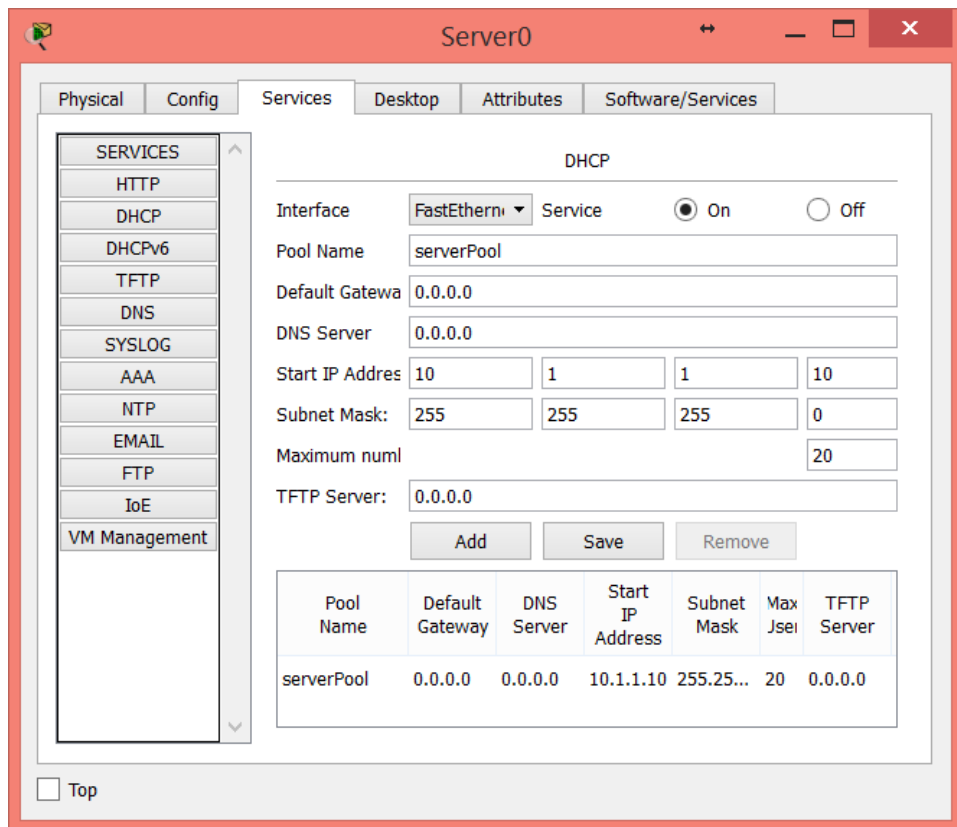 Server0
Physical Config Services Desktop Attributes Software/Services
SERVICES
HTTP
DHCP
DHCPv6
TFTP
DNS
SYSLOG
AAA
NTP
EMAIL
FTP
IoE
VM Management
DHCP
Interface FastEtherne Service On Off
Pool Name serverPool
Default Gatewa 0.0.0.0
DNS Server 0.0.0.0
Start IP Addres 10 1 1 10
Subnet Mask: 255 255 255 0
Maximum numl 20
TFTP Server: 0.0.0.0
Add Save Remove
Pool Name Default Gateway DNS Server Start IP Address Subnet Mask Max User TFTP Server
serverPool 0.0.0.0 0.0.0.0 10.1.1.10 255.25... 20 0.0.0.0
Top